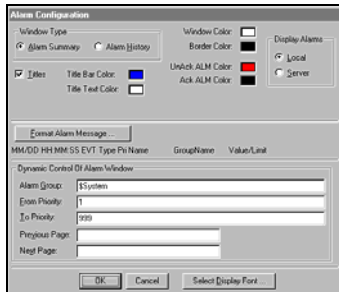 Alarm Configuration
Window Type
Alarm Summary
Alarm History
Window Color:
Border Color:
Display Alarms
Local
Server
Titles
Title Bar Color:
Title Text Color:
UnAck ALM Color:
Ack ALM Color:
Format Alarm Message ...
MM/DD HH:MM:SS EVT Type Pri Name GroupName Value/Limit
Dynamic Control Of Alarm Window
Alarm Group: $System
From Priority: 1
To Priority: 999
Previous Page:
Next Page:
OK Cancel Select Display Font ...